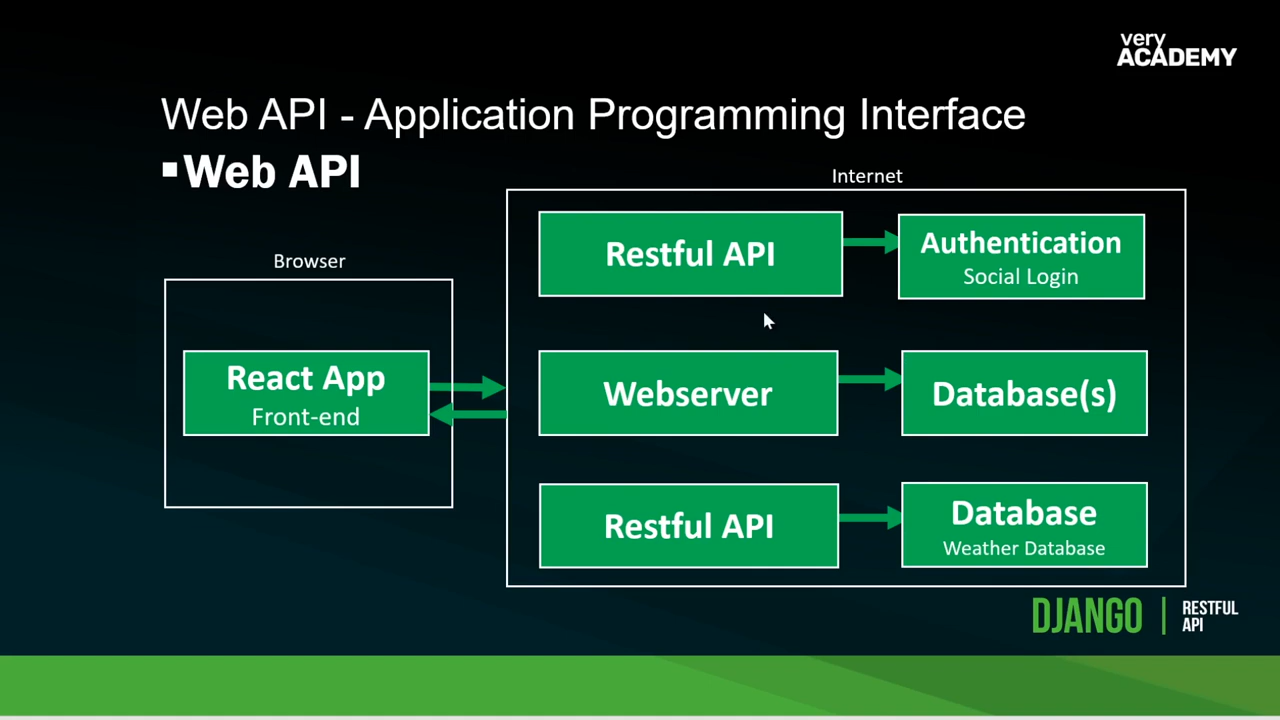 very
ACADEMY
Web API - Application Programming Interface
▪Web API
Internet
Browser
Restful API
Authentication
Social Login
React App
Front-end
Webserver
Database(s)
Restful API
Database
Weather Database
DJANGO
RESTFUL
API